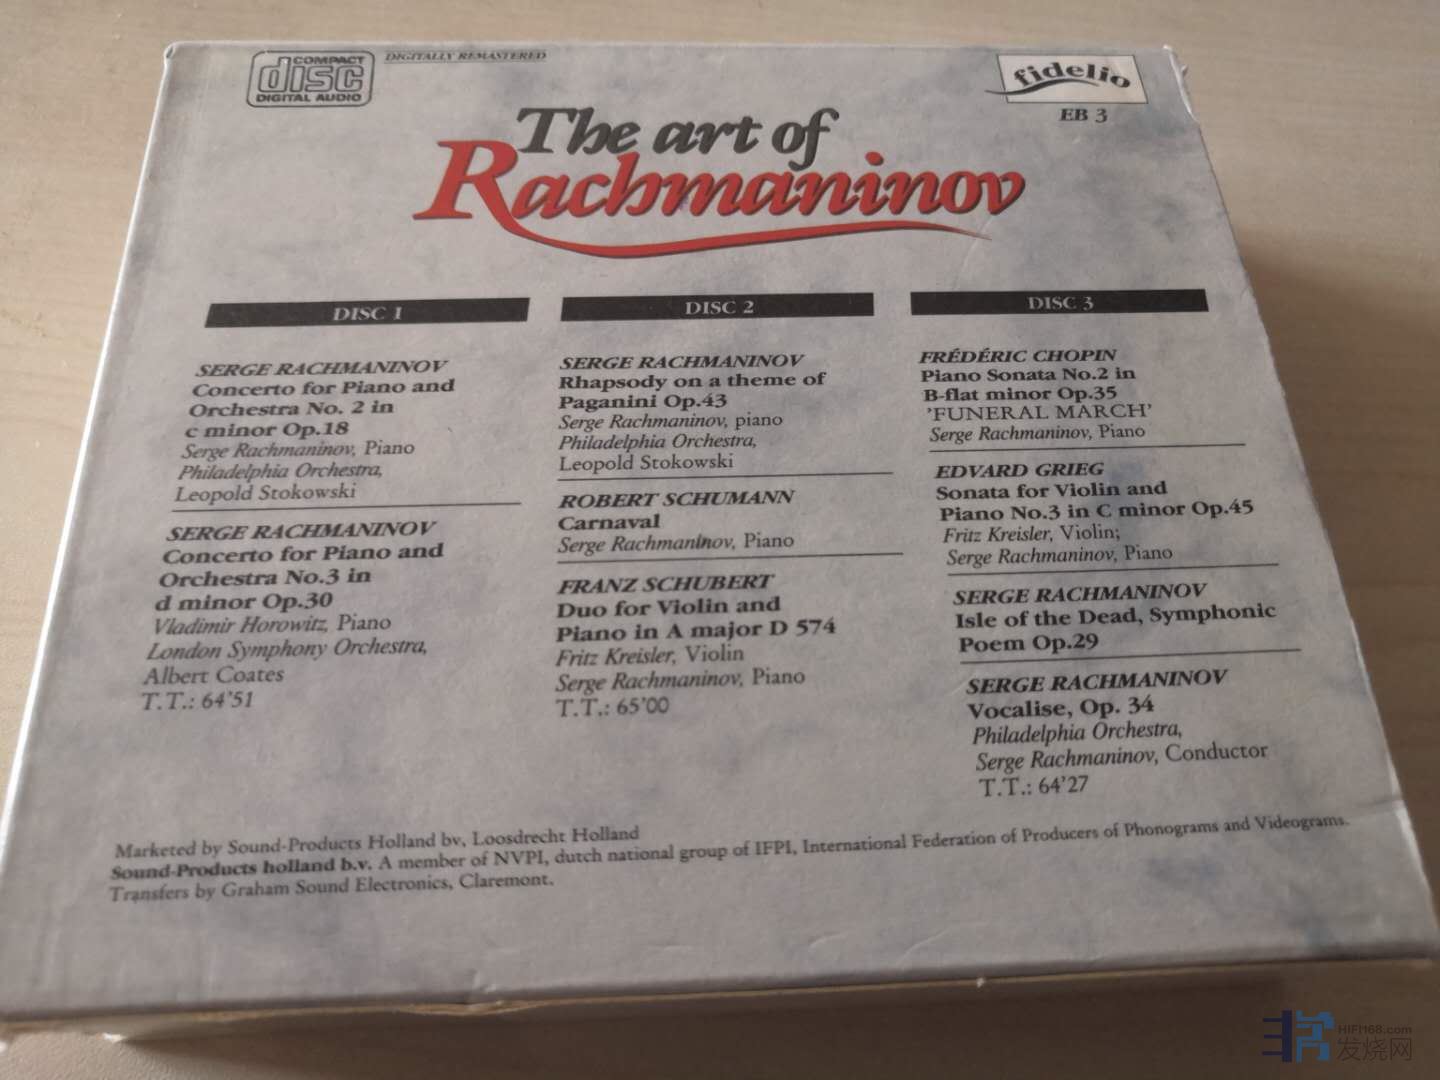 COMPACT
disc
DIGITAL AUDIO
DIGITALLY REMASTERED
fidelio
EB 3
The art of
Rachmaninov
DISC 1
SERGE RACHMANINOV
Concerto for Piano and
Orchestra No. 2 in
c minor Op.18
Serge Rachmaninov, Piano
Philadelphia Orchestra,
Leopold Stokowski
SERGE RACHMANINOV
Concerto for Piano and
Orchestra No.3 in
d minor Op.30
Vladimir Horowitz, Piano
London Symphony Orchestra,
Albert Coates
T.T.: 64'51
DISC 2
SERGE RACHMANINOV
Rhapsody on a theme of
Paganini Op.43
Serge Rachmaninov, piano
Philadelphia Orchestra,
Leopold Stokowski
ROBERT SCHUMANN
Carnaval
Serge Rachmaninov, Piano
FRANZ SCHUBERT
Duo for Violin and
Piano in A major D 574
Fritz Kreisler, Violin
Serge Rachmaninov, Piano
T.T.: 65'00
DISC 3
FRÉDÉRIC CHOPIN
Piano Sonata No.2 in
B-flat minor Op.35
'FUNERAL MARCH'
Serge Rachmaninov, Piano
EDVARD GRIEG
Sonata for Violin and
Piano No.3 in C minor Op.45
Fritz Kreisler, Violin;
Serge Rachmaninov, Piano
SERGE RACHMANINOV
Isle of the Dead, Symphonic
Poem Op.29
SERGE RACHMANINOV
Vocalise, Op. 34
Philadelphia Orchestra,
Serge Rachmaninov, Conductor
T.T.: 64'27
Marketed by Sound-Products Holland bv, Loosdrecht Holland
Sound-Products holland b.v. A member of NVPI, dutch national group of IFPI, International Federation of Producers of Phonograms and Videograms.
Transfers by Graham Sound Electronics, Claremont.
HIFI168.com
发烧网